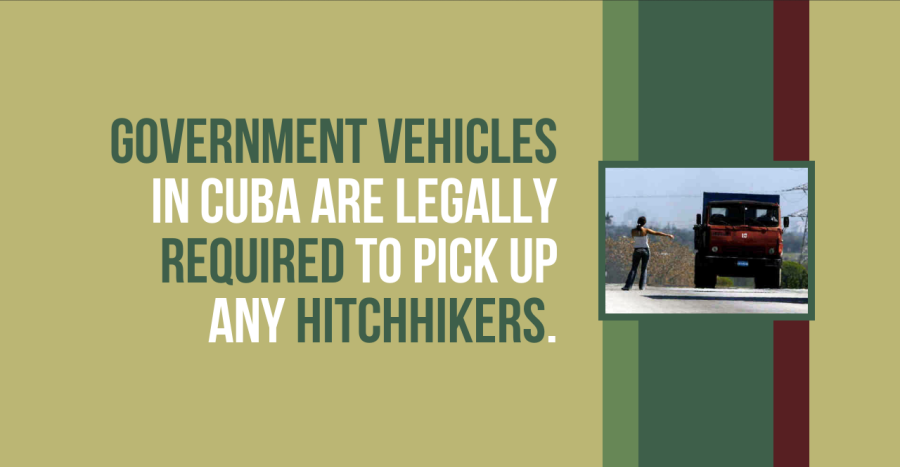 GOVERNMENT VEHICLES
IN CUBA ARE LEGALLY
REQUIRED TO PICK UP
ANY HITCHHIKERS.